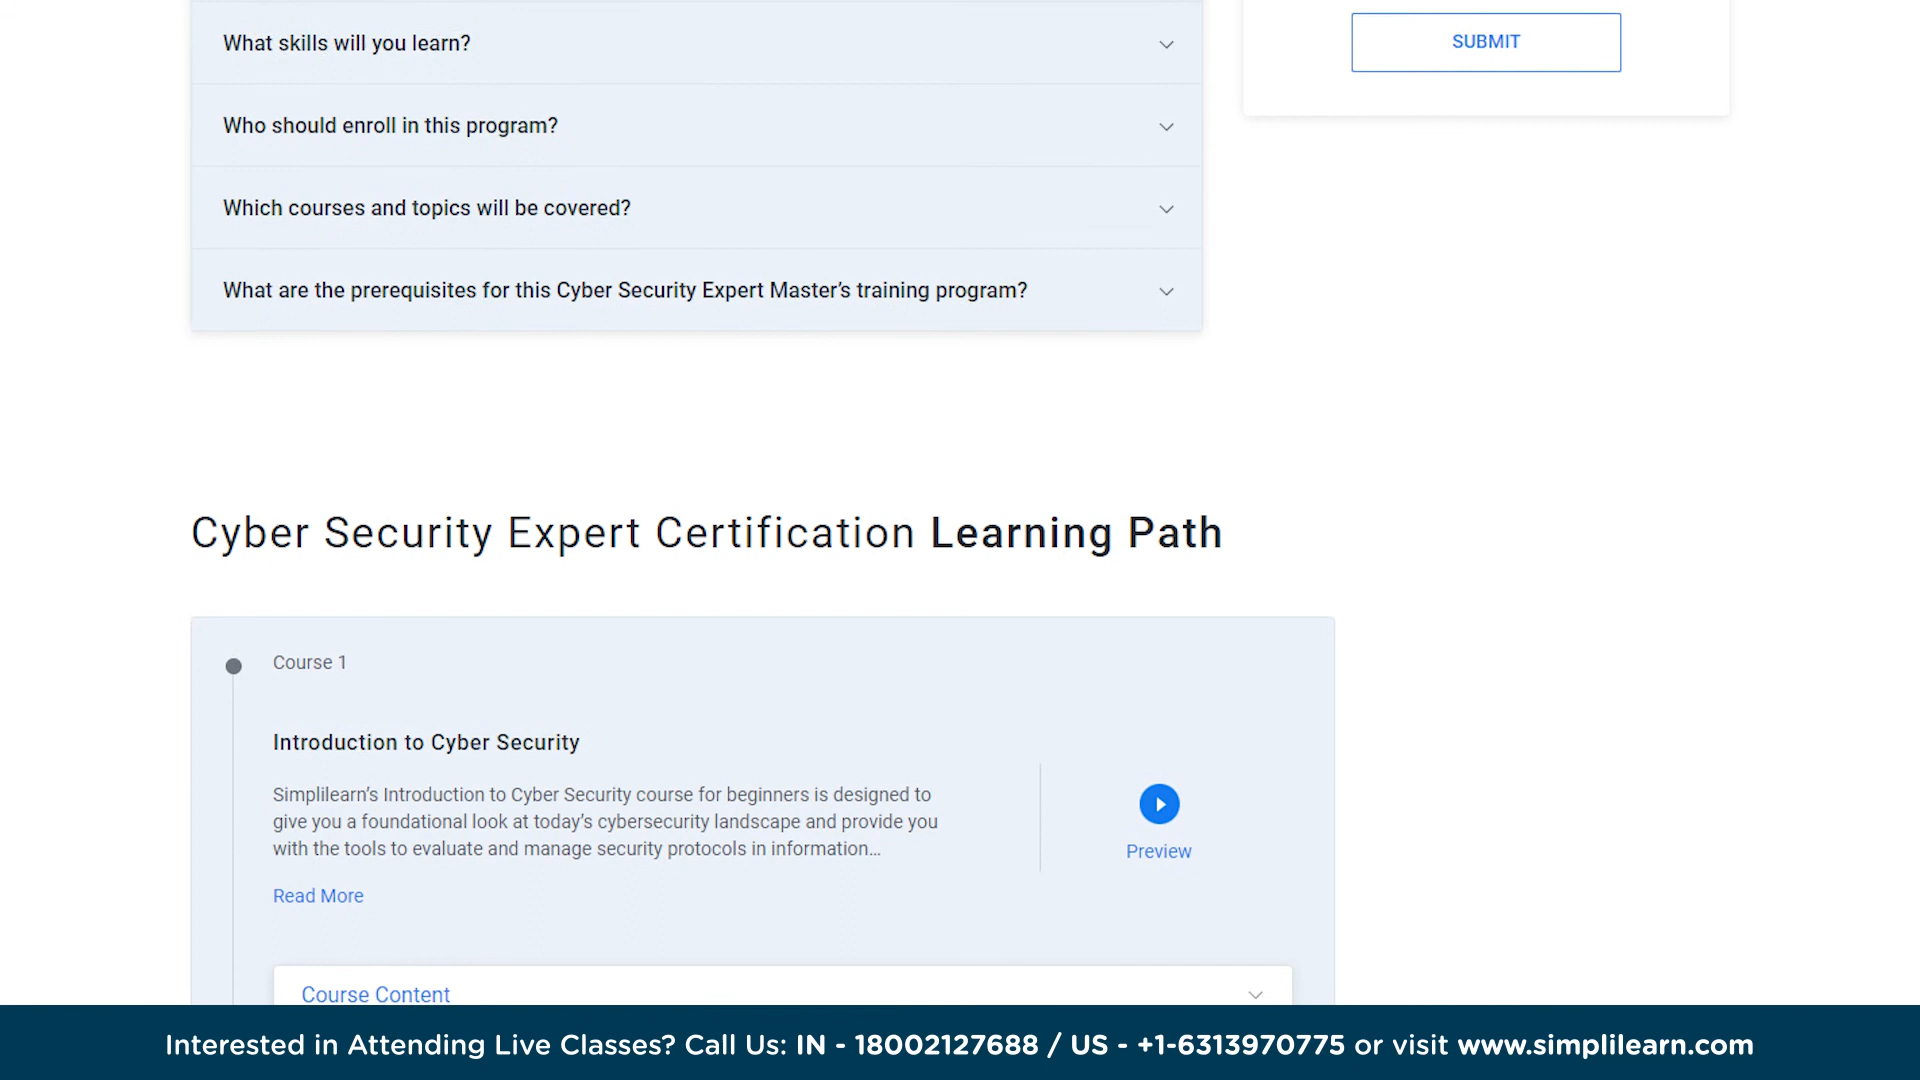 What skills will you learn?
SUBMIT
Who should enroll in this program?
Which courses and topics will be covered?
What are the prerequisites for this Cyber Security Expert Master’s training program?
Cyber Security Expert Certification Learning Path
Course 1
Introduction to Cyber Security
Simplilearn’s Introduction to Cyber Security course for beginners is designed to
give you a foundational look at today’s cybersecurity landscape and provide you
with the tools to evaluate and manage security protocols in information...
Preview
Read More
Course Content
Interested in Attending Live Classes? Call Us: IN - 18002127688 / US - +1-6313970775 or visit www.simplilearn.com